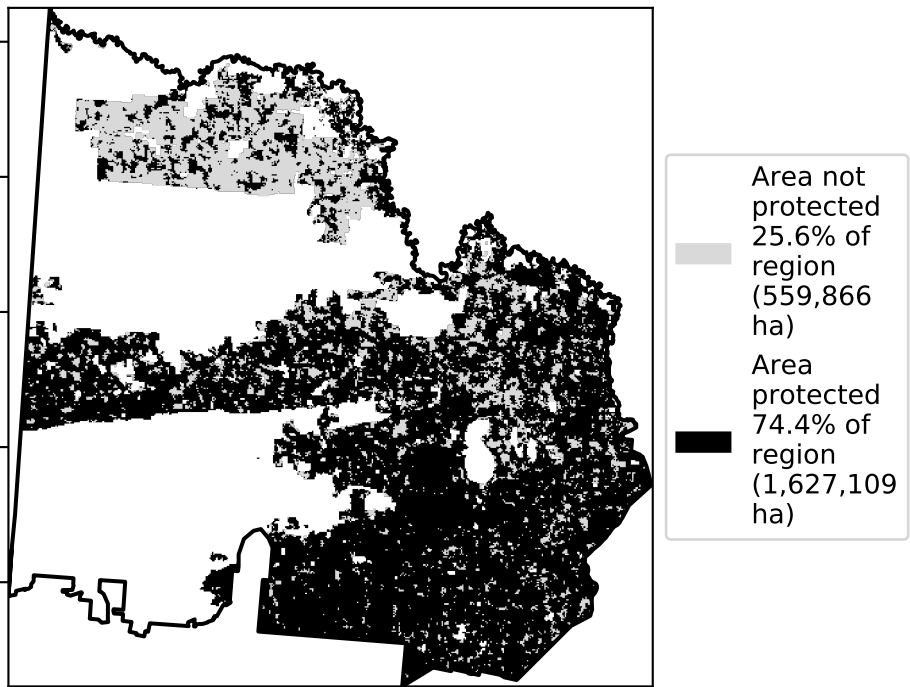 Area not
protected
25.6% of
region
(559,866
ha)
Area
protected
74.4% of
region
(1,627,109
ha)